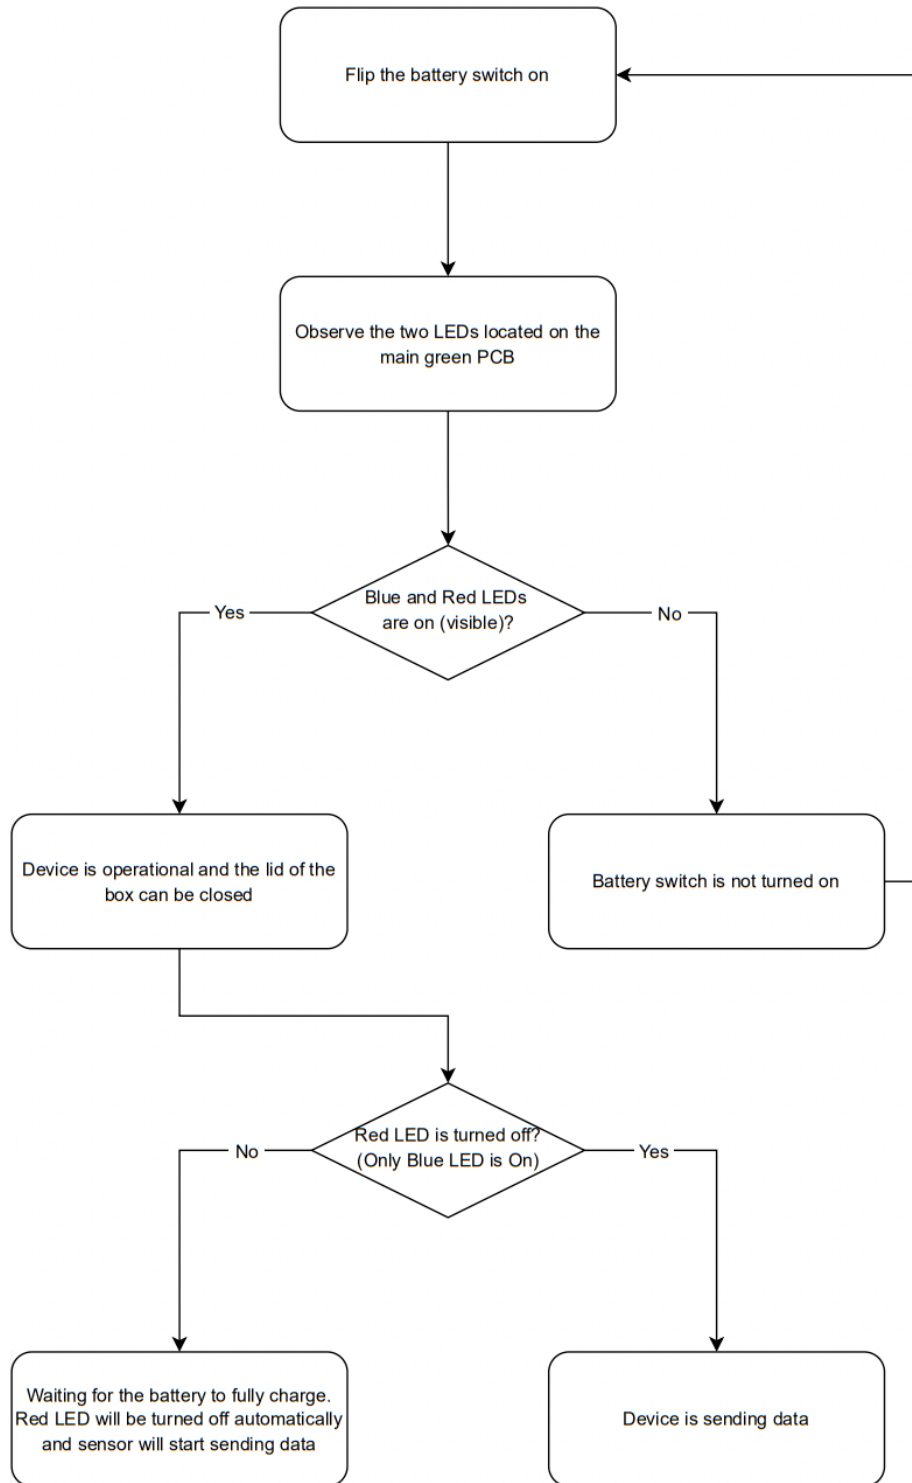 Flip the battery switch on
Observe the two LEDs located on the
main green PCB
Blue and Red LEDs
are on (visible)?
Yes
No
Device is operational and the lid of the
box can be closed
Battery switch is not turned on
Red LED is turned off?
(Only Blue LED is On)
No
Yes
Waiting for the battery to fully charge.
Red LED will be turned off automatically
and sensor will start sending data
Device is sending data